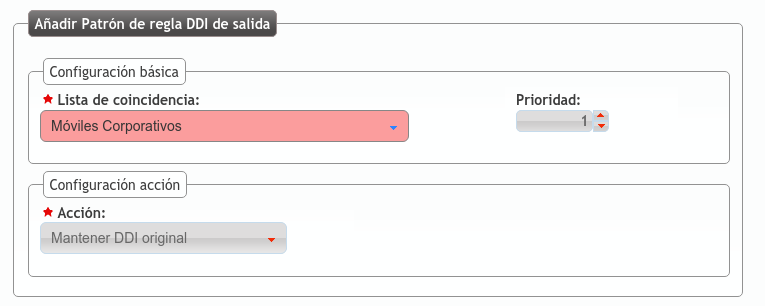 Añadir Patrón de regla DDI de salida
Configuración básica
Lista de coincidencia:
Prioridad:
Móviles Corporativos
1
Configuración acción
Acción:
Mantener DDI original